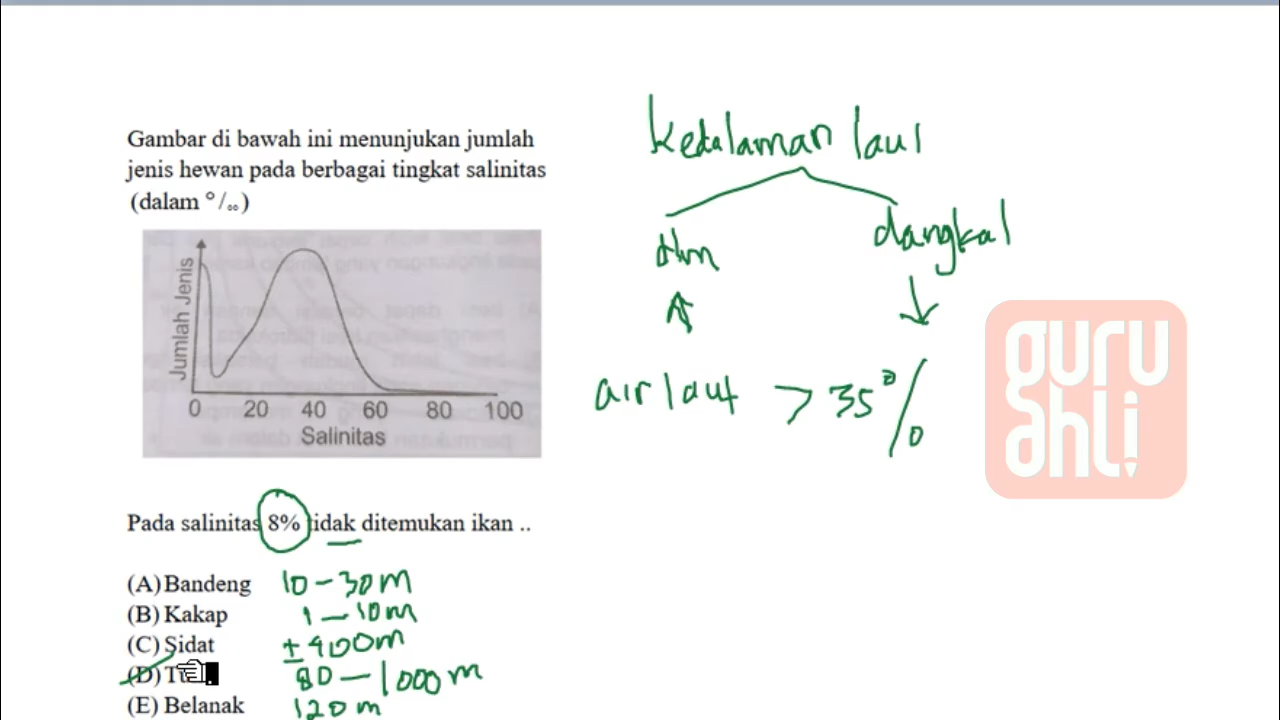 Gambar di bawah ini menunjukan jumlah
jenis hewan pada berbagai tingkat salinitas
(dalam °/₀₀)
Jumlah Jenis
0 20 40 60 80 100
Salinitas
Pada salinitas 8% tidak ditemukan ikan ..
(A) Bandeng 10 - 30 m
(B) Kakap 1 - 10 m
(C) Sidat ± 400 m
(D) T 80 - 1000 m
(E) Belanak 120 m
kedalaman laut
dlm
dangkal
air laut > 35 °/0
guru
ahli